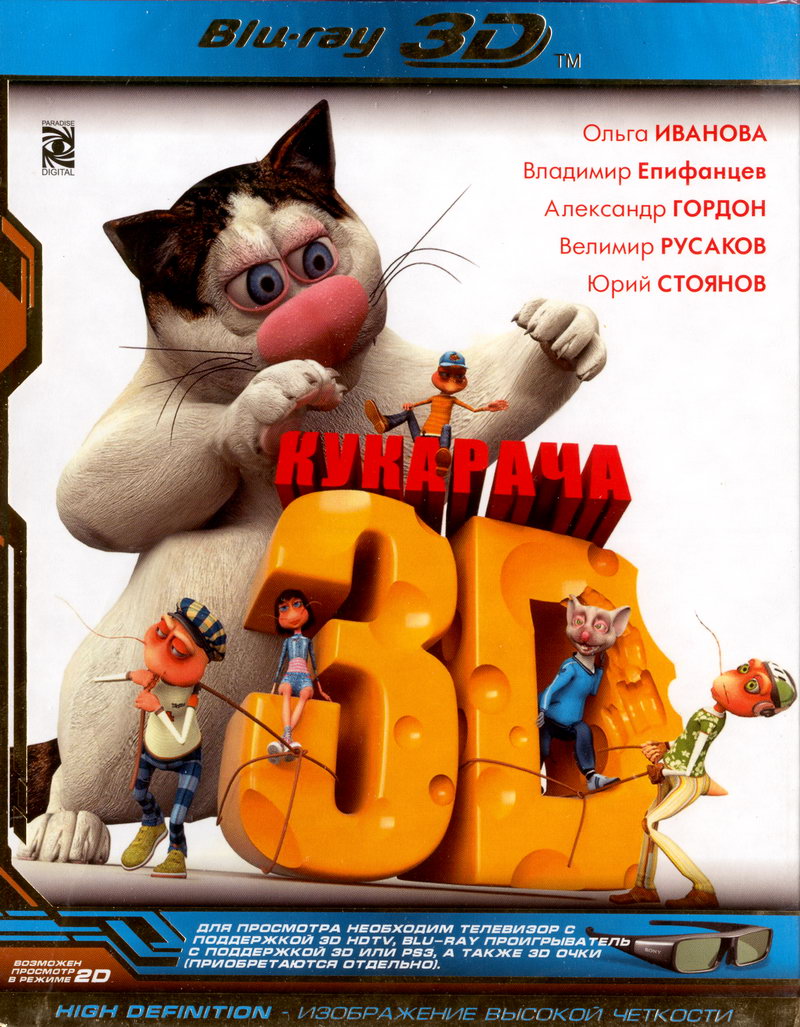 Blu-ray 3D TM
PARADISE
DIGITAL
Ольга ИВАНОВА
Владимир Епифанцев
Александр ГОРДОН
Велимир РУСАКОВ
Юрий СТОЯНОВ
КУКАРАЧА
3D
ДЛЯ ПРОСМОТРА НЕОБХОДИМ ТЕЛЕВИЗОР С
ПОДДЕРЖКОЙ 3D HDTV, BLU-RAY ПРОИГРЫВАТЕЛЬ
С ПОДДЕРЖКОЙ 3D ИЛИ PS3, А ТАКЖЕ 3D ОЧКИ
(ПРИОБРЕТАЮТСЯ ОТДЕЛЬНО).
SONY
ВОЗМОЖЕН
ПРОСМОТР
В РЕЖИМЕ 2D
HIGH DEFINITION - ИЗОБРАЖЕНИЕ ВЫСОКОЙ ЧЕТКОСТИ